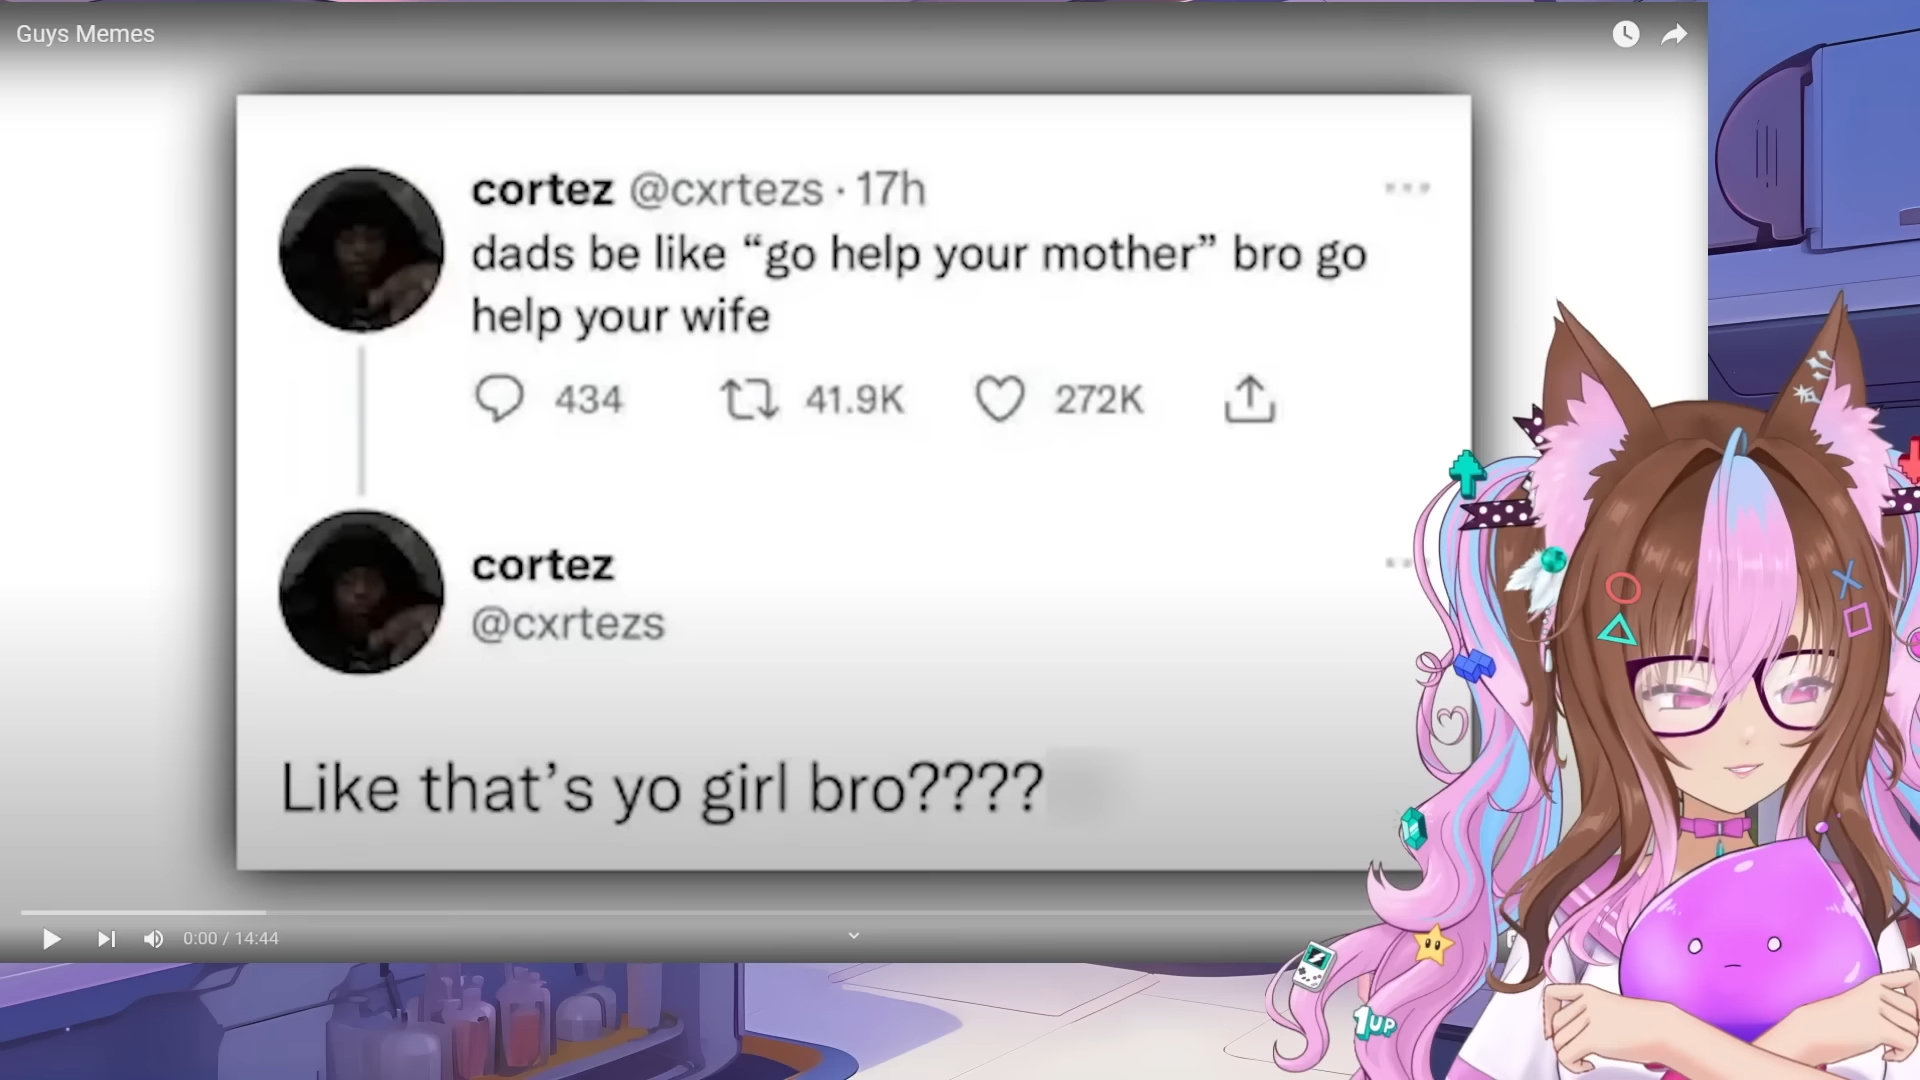 Guys Memes
cortez @cxrtezs · 17h
dads be like “go help your mother” bro go
help your wife
434 41.9K 272K
cortez
@cxrtezs
Like that’s yo girl bro????
0:00 / 14:44
1UP